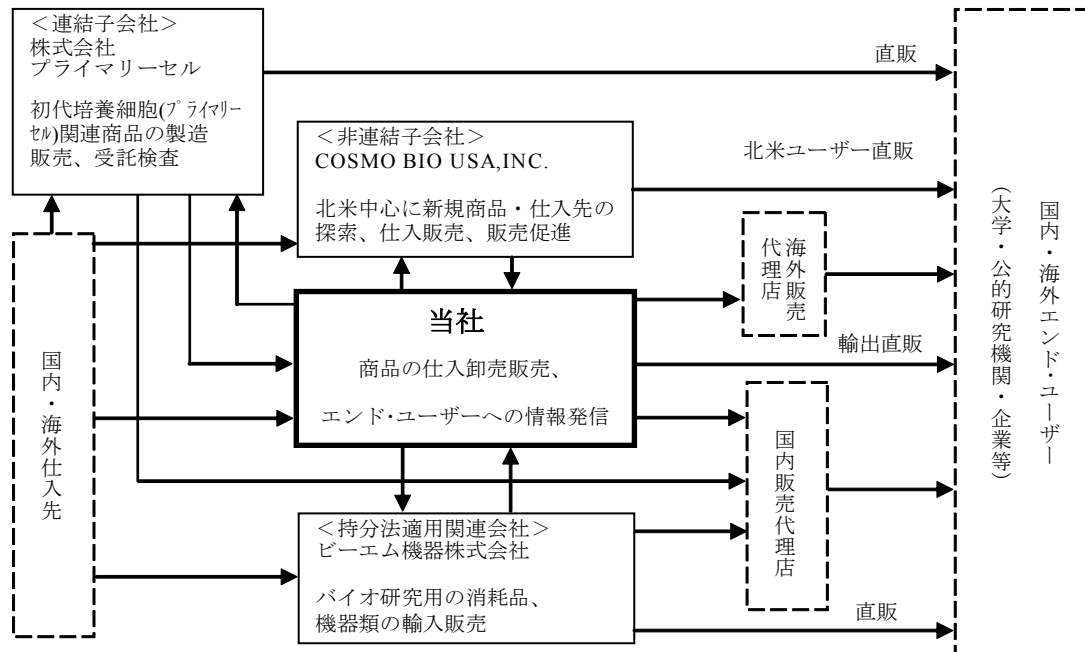 ＜連結子会社＞
株式会社
プライマリーセル
初代培養細胞(ﾌﾟﾗｲﾏﾘｰ
ｾﾙ)関連商品の製造
販売、受託検査
直販
＜非連結子会社＞
COSMO BIO USA,INC.
北米中心に新規商品・仕入先の
探索、仕入販売、販売促進
北米ユーザー直販
海外販売
代理店
当社
商品の仕入卸売販売、
エンド・ユーザーへの情報発信
輸出直販
国内・海外仕入先
国内販売代理店
＜持分法適用関連会社＞
ビーエム機器株式会社
バイオ研究用の消耗品、
機器類の輸入販売
直販
国内・海外エンド・ユーザー
（大学・公的研究機関・企業等）